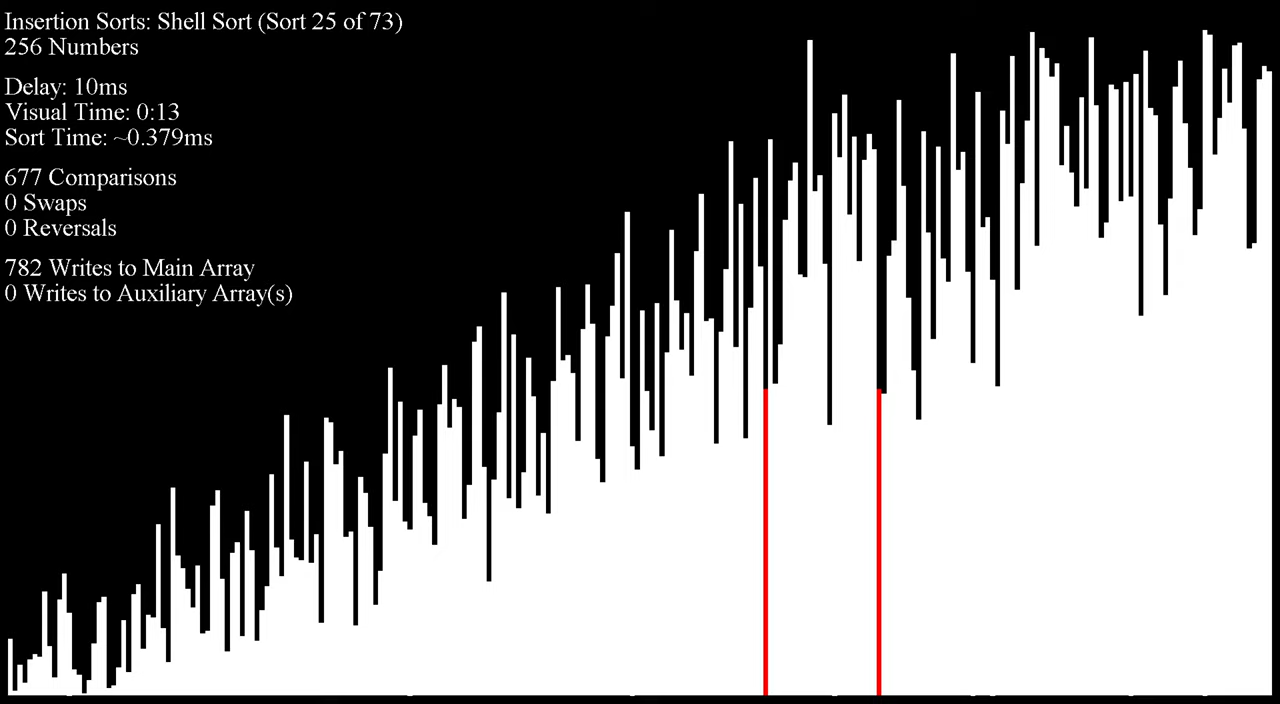 Insertion Sorts: Shell Sort (Sort 25 of 73)
256 Numbers
Delay: 10ms
Visual Time: 0:13
Sort Time: ~0.379ms
677 Comparisons
0 Swaps
0 Reversals
782 Writes to Main Array
0 Writes to Auxiliary Array(s)